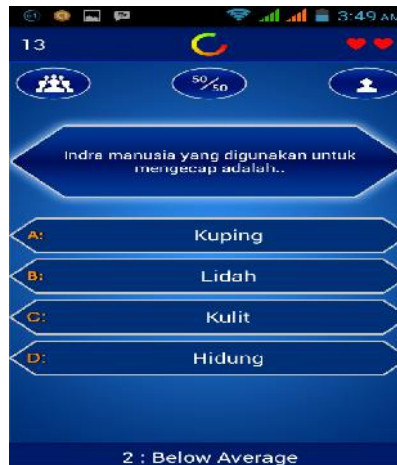 3:49 AM
13
50/50
Indra manusia yang digunakan untuk
mengecap adalah..
A: Kuping
B: Lidah
C: Kulit
D: Hidung
2 : Below Average